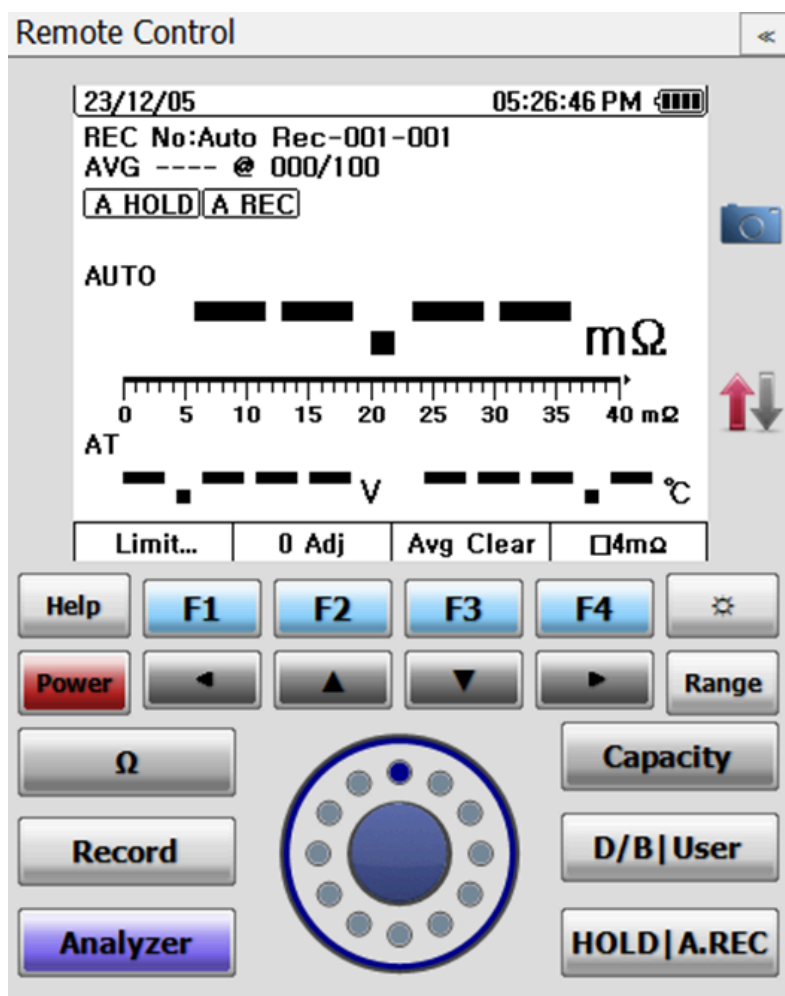 Remote Control <<
23/12/05 05:26:46 PM
REC No:Auto Rec-001-001
AVG ---- @ 000/100
A HOLD A REC
AUTO
-- -- . -- -- mΩ
0 5 10 15 20 25 30 35 40 mΩ
AT
-.--- V ---.- ℃
Limit... 0 Adj Avg Clear □4mΩ
Help F1 F2 F3 F4
Power ◀ ▲ ▼ ▶ Range
Ω Capacity
Record D/B|User
Analyzer HOLD|A.REC